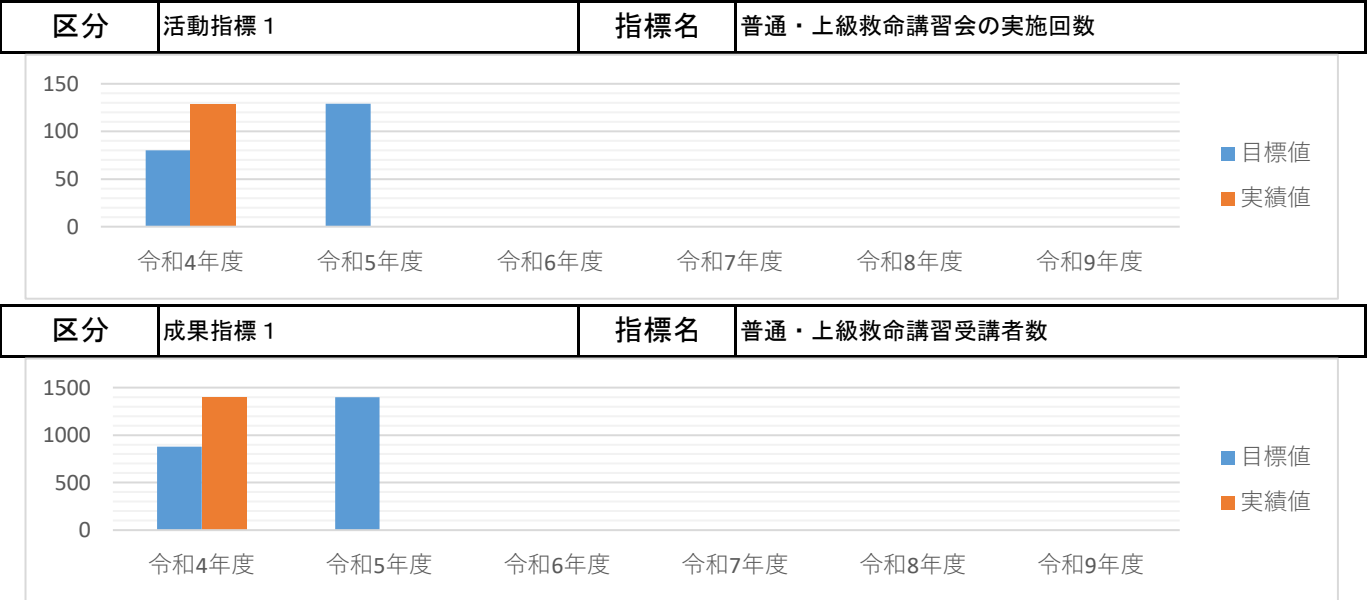 区分 活動指標１ 指標名 普通・上級救命講習会の実施回数
150
100
50
0
令和4年度 令和5年度 令和6年度 令和7年度 令和8年度 令和9年度
目標値
実績値
区分 成果指標１ 指標名 普通・上級救命講習受講者数
1500
1000
500
0
令和4年度 令和5年度 令和6年度 令和7年度 令和8年度 令和9年度
目標値
実績値